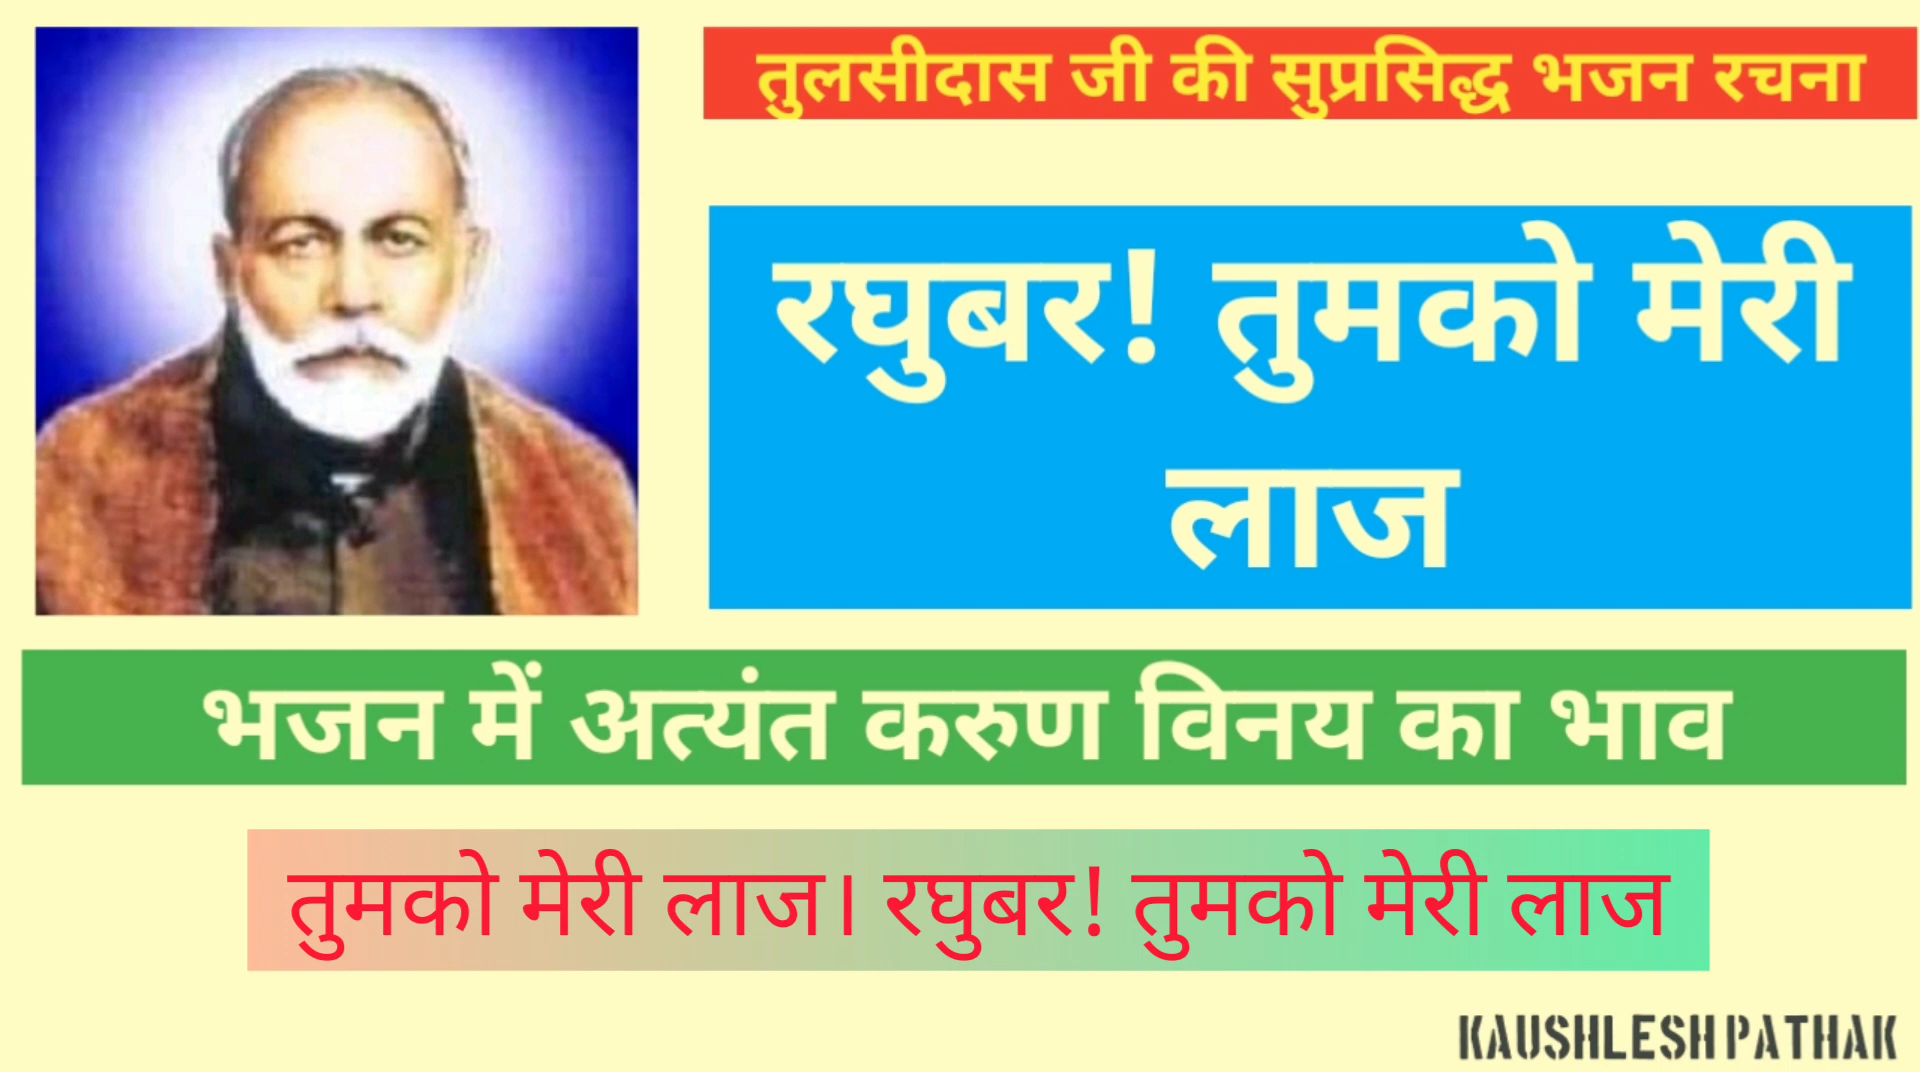 तुलसीदास जी की सुप्रसिद्ध भजन रचना
रघुबर! तुमको मेरी
लाज
भजन में अत्यंत करुण विनय का भाव
तुमको मेरी लाज। रघुबर! तुमको मेरी लाज
KAUSHLESH PATHAK